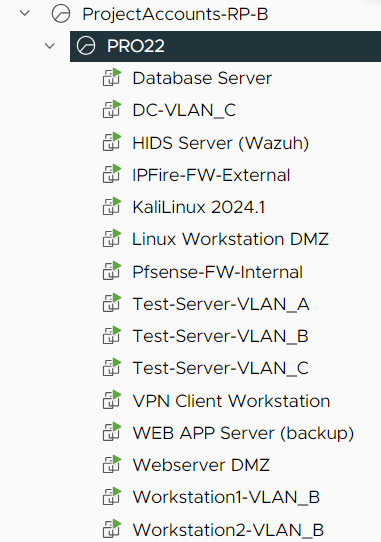 ProjectAccounts-RP-B
PRO22
Database Server
DC-VLAN_C
HIDS Server (Wazuh)
IPFire-FW-External
KaliLinux 2024.1
Linux Workstation DMZ
Pfsense-FW-Internal
Test-Server-VLAN_A
Test-Server-VLAN_B
Test-Server-VLAN_C
VPN Client Workstation
WEB APP Server (backup)
Webserver DMZ
Workstation1-VLAN_B
Workstation2-VLAN_B